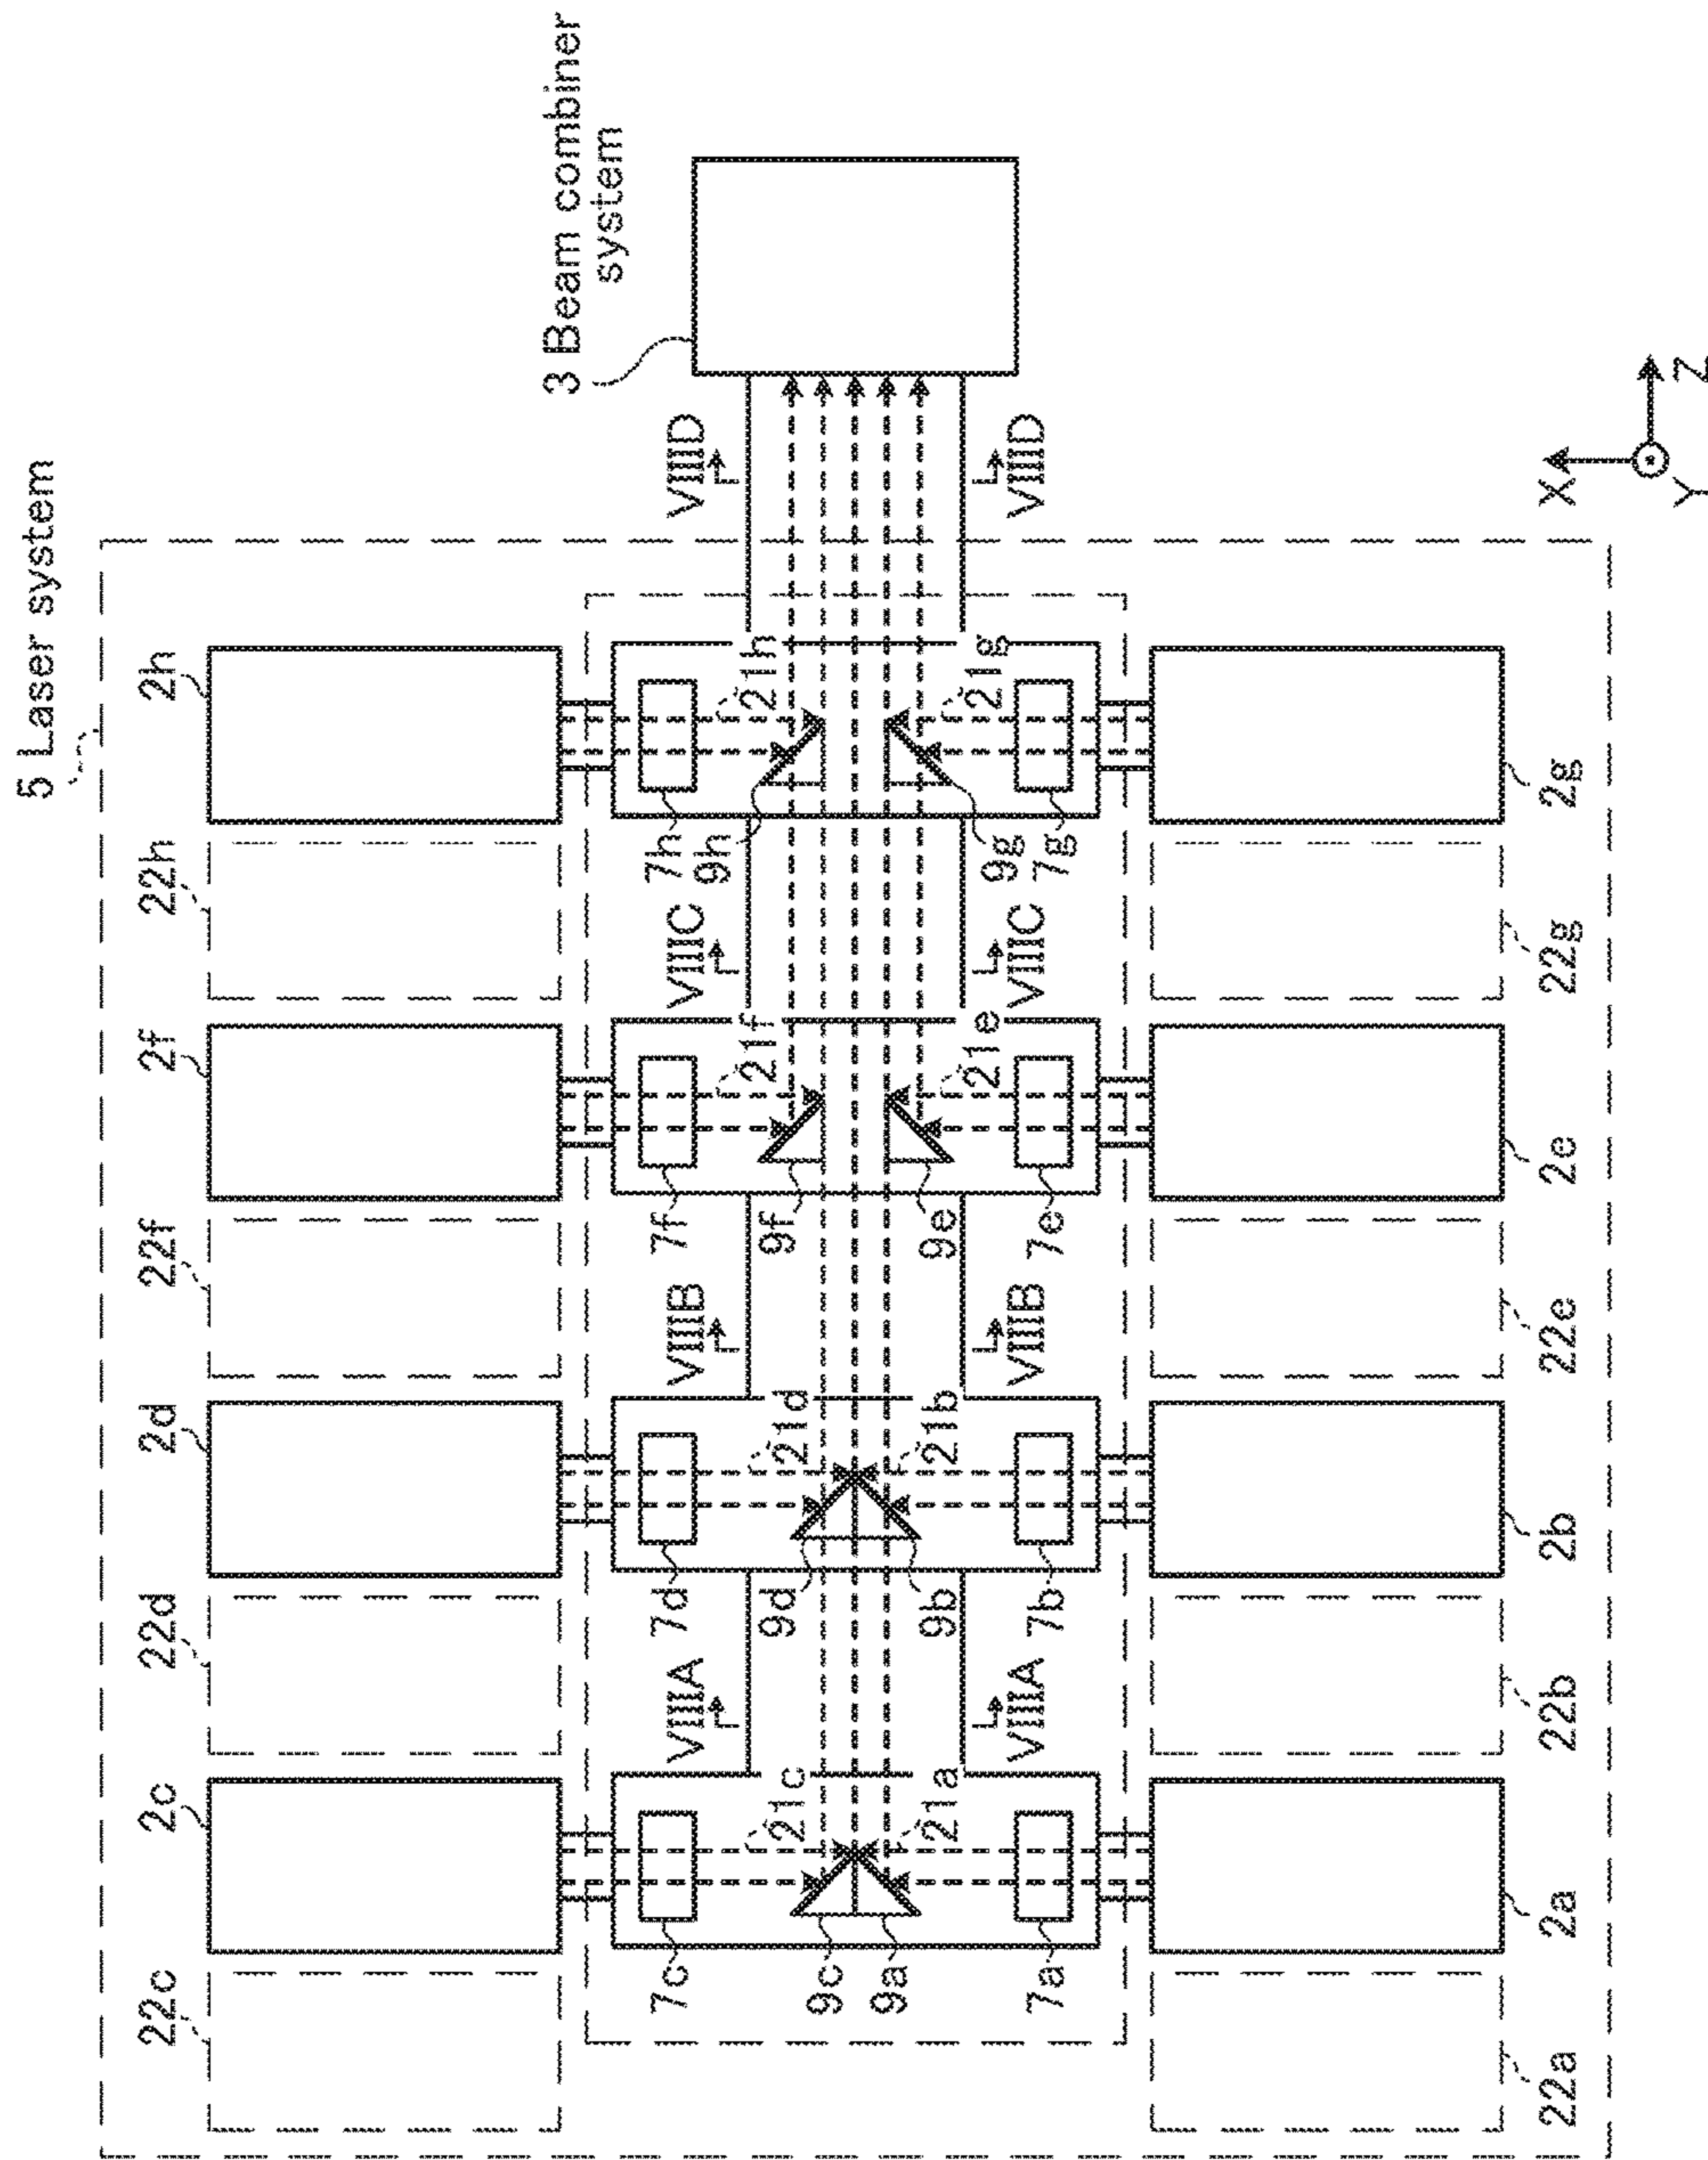 5 Laser system
3 Beam combiner
system
22c
2c
22d
2d
22f
2f
22h
2h
7c
VIIIA
7d
VIIIB
7f
VIIIC
7h
9h
VIIID
9c
21c
9d
21d
9f
21f
21h
9a
21a
9b
21b
9e
21e
9g
21g
7a
VIIIA
7b
VIIIB
7e
VIIIC
7g
VIIID
22a
2a
22b
2b
22e
2e
22g
2g
X
Y
Z